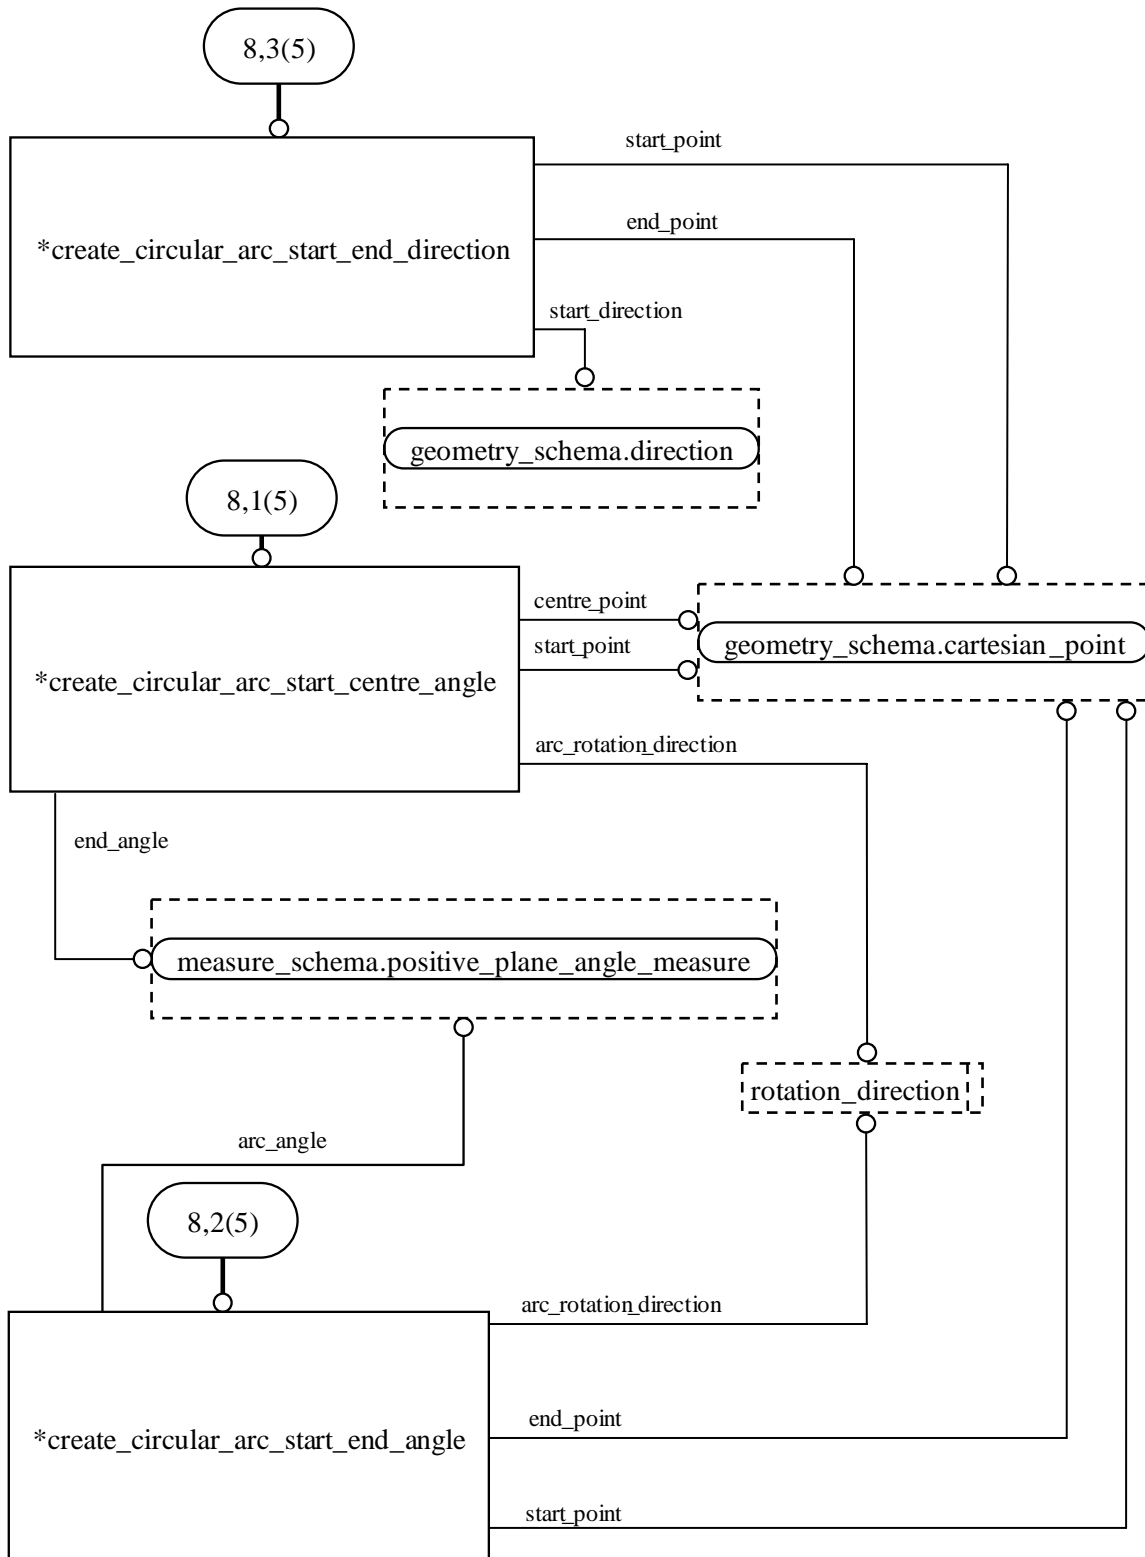 8,3(5)
start_point
end_point
*create_circular_arc_start_end_direction
start_direction
geometry_schema.direction
8,1(5)
centre_point
start_point
geometry_schema.cartesian_point
*create_circular_arc_start_centre_angle
arc_rotation_direction
end_angle
measure_schema.positive_plane_angle_measure
rotation_direction
arc_angle
8,2(5)
arc_rotation_direction
end_point
*create_circular_arc_start_end_angle
start_point